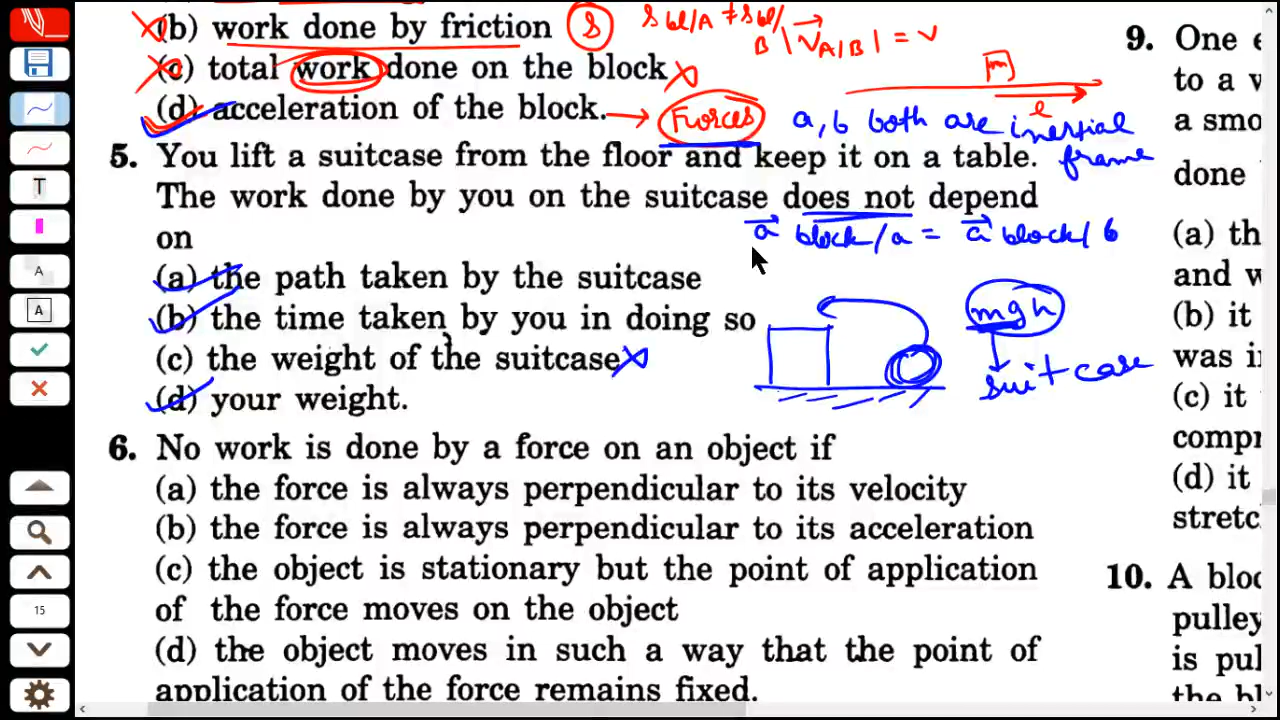 (b) work done by friction
(c) total work done on the block
(d) acceleration of the block.
S
S bl/A ≠ S bl/B
|v⃗A/B| = v
m
l
→ Forces
a, b both are inertial
frame
5. You lift a suitcase from the floor and keep it on a table.
The work done by you on the suitcase does not depend
on
a⃗ block/a = a⃗ block/b
(a) the path taken by the suitcase
(b) the time taken by you in doing so
(c) the weight of the suitcase
(d) your weight.
mgh
suitcase
6. No work is done by a force on an object if
(a) the force is always perpendicular to its velocity
(b) the force is always perpendicular to its acceleration
(c) the object is stationary but the point of application
of the force moves on the object
(d) the object moves in such a way that the point of
application of the force remains fixed.
9. One e
to a v
a smo
done
(a) th
and w
(b) it
was i
(c) it
compr
(d) it
stretc
10. A bloc
pulley
is pul
the bl
T
A
A
15